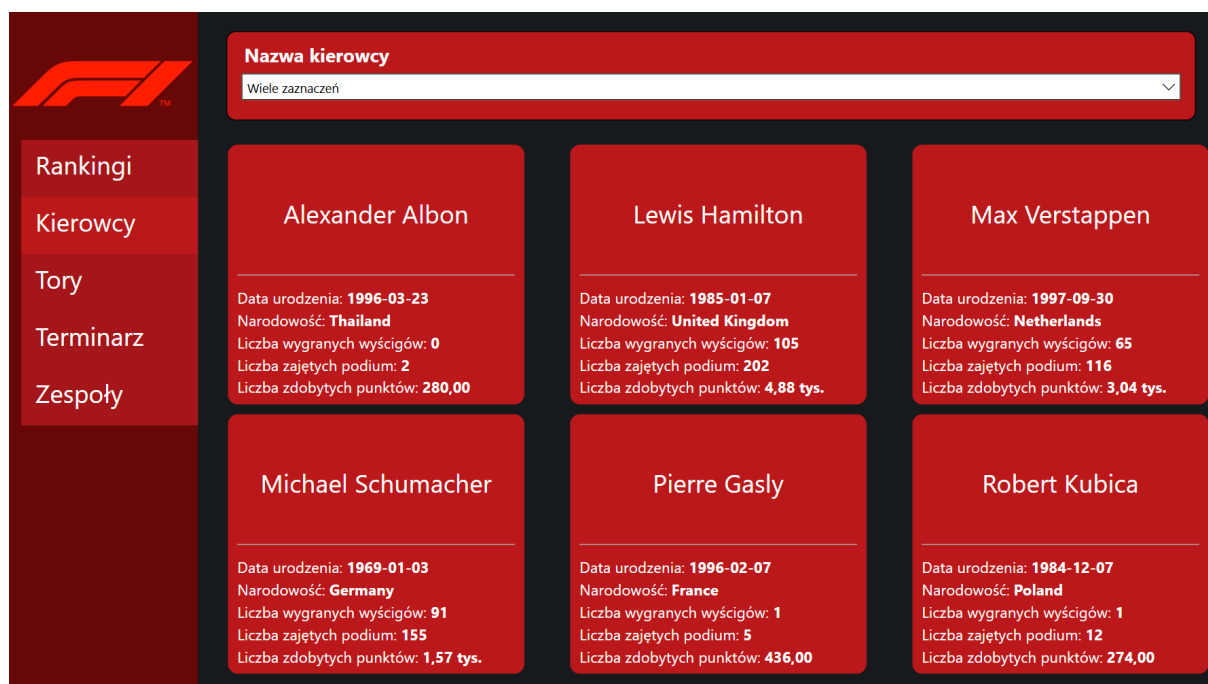 F1
TM
Nazwa kierowcy
Wiele zaznaczeń
Rankingi
Kierowcy
Tory
Terminarz
Zespoły
Alexander Albon
Data urodzenia: 1996-03-23
Narodowość: Thailand
Liczba wygranych wyścigów: 0
Liczba zajętych podium: 2
Liczba zdobytych punktów: 280,00
Lewis Hamilton
Data urodzenia: 1985-01-07
Narodowość: United Kingdom
Liczba wygranych wyścigów: 105
Liczba zajętych podium: 202
Liczba zdobytych punktów: 4,88 tys.
Max Verstappen
Data urodzenia: 1997-09-30
Narodowość: Netherlands
Liczba wygranych wyścigów: 65
Liczba zajętych podium: 116
Liczba zdobytych punktów: 3,04 tys.
Michael Schumacher
Data urodzenia: 1969-01-03
Narodowość: Germany
Liczba wygranych wyścigów: 91
Liczba zajętych podium: 155
Liczba zdobytych punktów: 1,57 tys.
Pierre Gasly
Data urodzenia: 1996-02-07
Narodowość: France
Liczba wygranych wyścigów: 1
Liczba zajętych podium: 5
Liczba zdobytych punktów: 436,00
Robert Kubica
Data urodzenia: 1984-12-07
Narodowość: Poland
Liczba wygranych wyścigów: 1
Liczba zajętych podium: 12
Liczba zdobytych punktów: 274,00